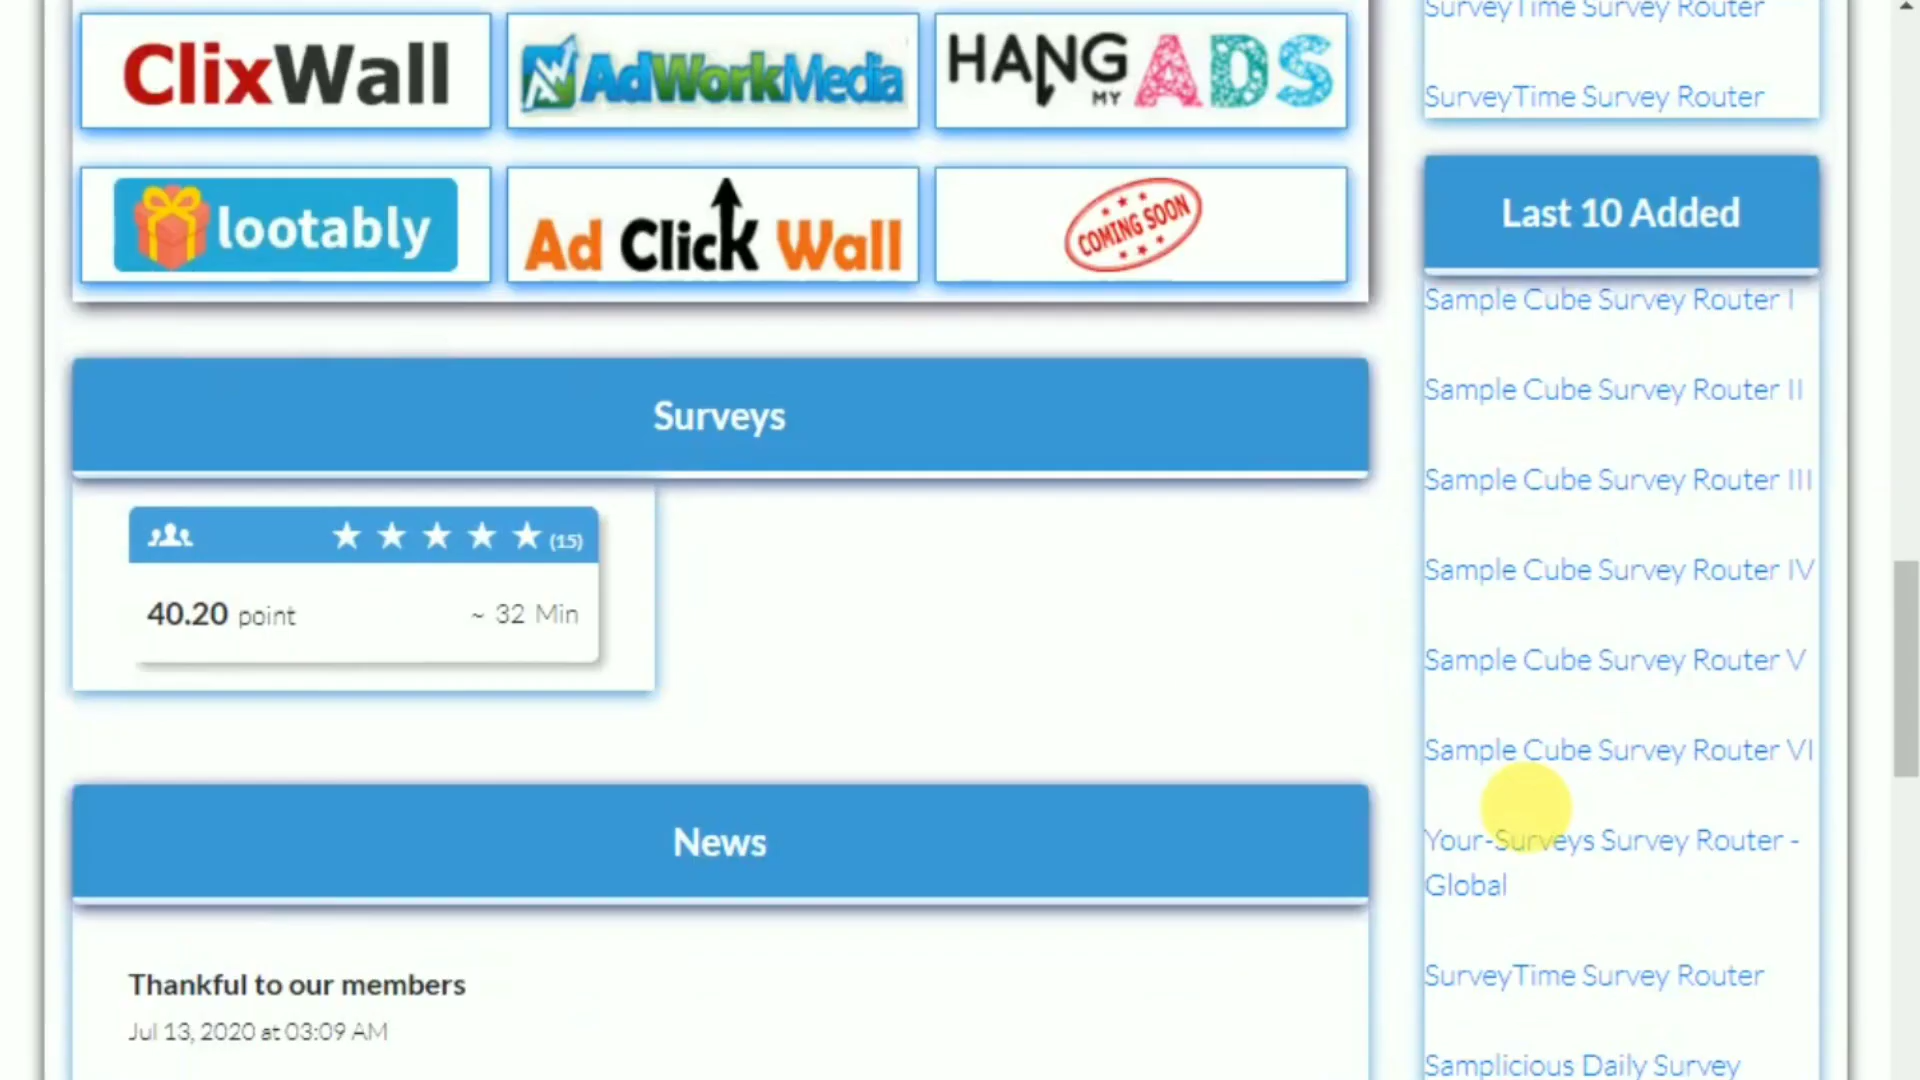 ClixWall
AdWorkMedia
HANG MY ADS
lootably
Ad Click Wall
COMING SOON
Surveys
(15)
40.20 point
~ 32 Min
News
Thankful to our members
Jul 13, 2020 at 03:09 AM
SurveyTime Survey Router
SurveyTime Survey Router
Last 10 Added
Sample Cube Survey Router I
Sample Cube Survey Router II
Sample Cube Survey Router III
Sample Cube Survey Router IV
Sample Cube Survey Router V
Sample Cube Survey Router VI
Your-Surveys Survey Router -
Global
SurveyTime Survey Router
Samplicious Daily Survey